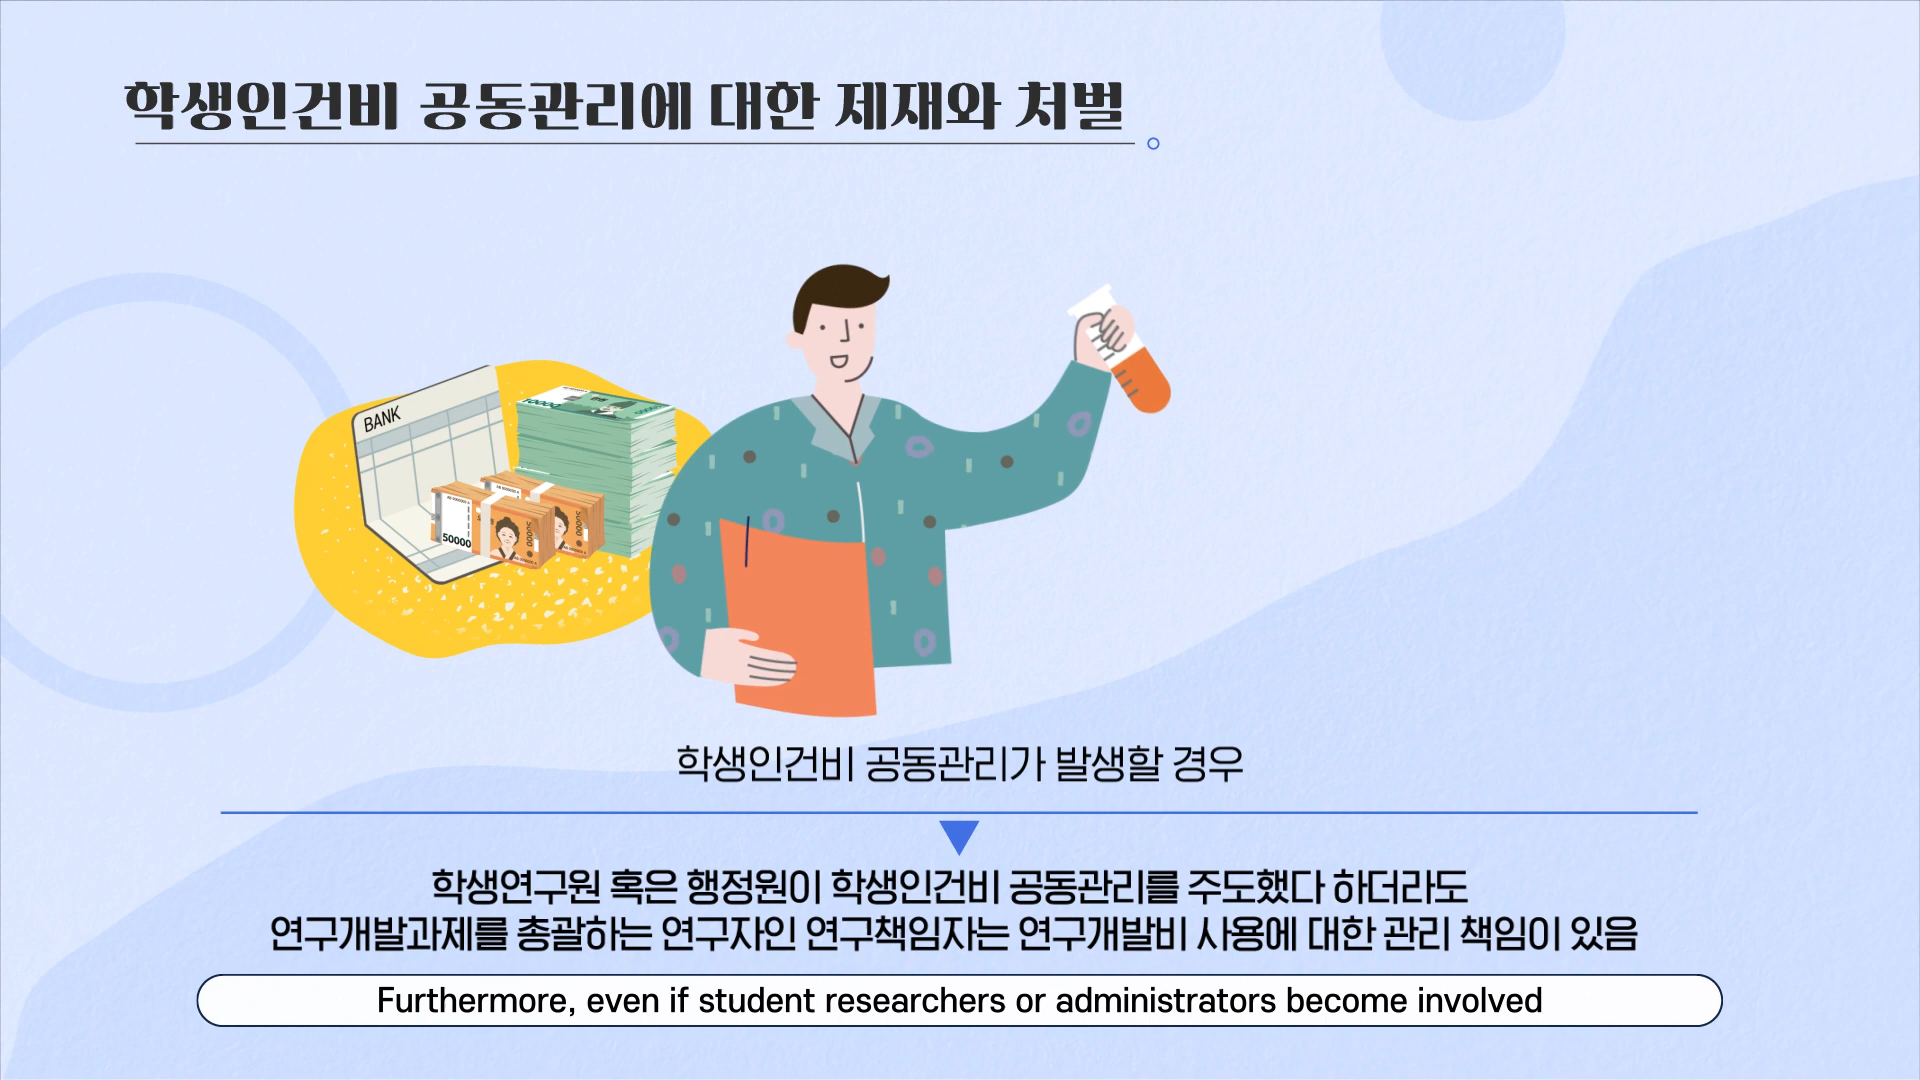 학생인건비 공동관리에 대한 제재와 처벌
BANK
10000
50000
50000
50000
학생인건비 공동관리가 발생할 경우
학생연구원 혹은 행정원이 학생인건비 공동관리를 주도했다 하더라도
연구개발과제를 총괄하는 연구자인 연구책임자는 연구개발비 사용에 대한 관리 책임이 있음
Furthermore, even if student researchers or administrators become involved